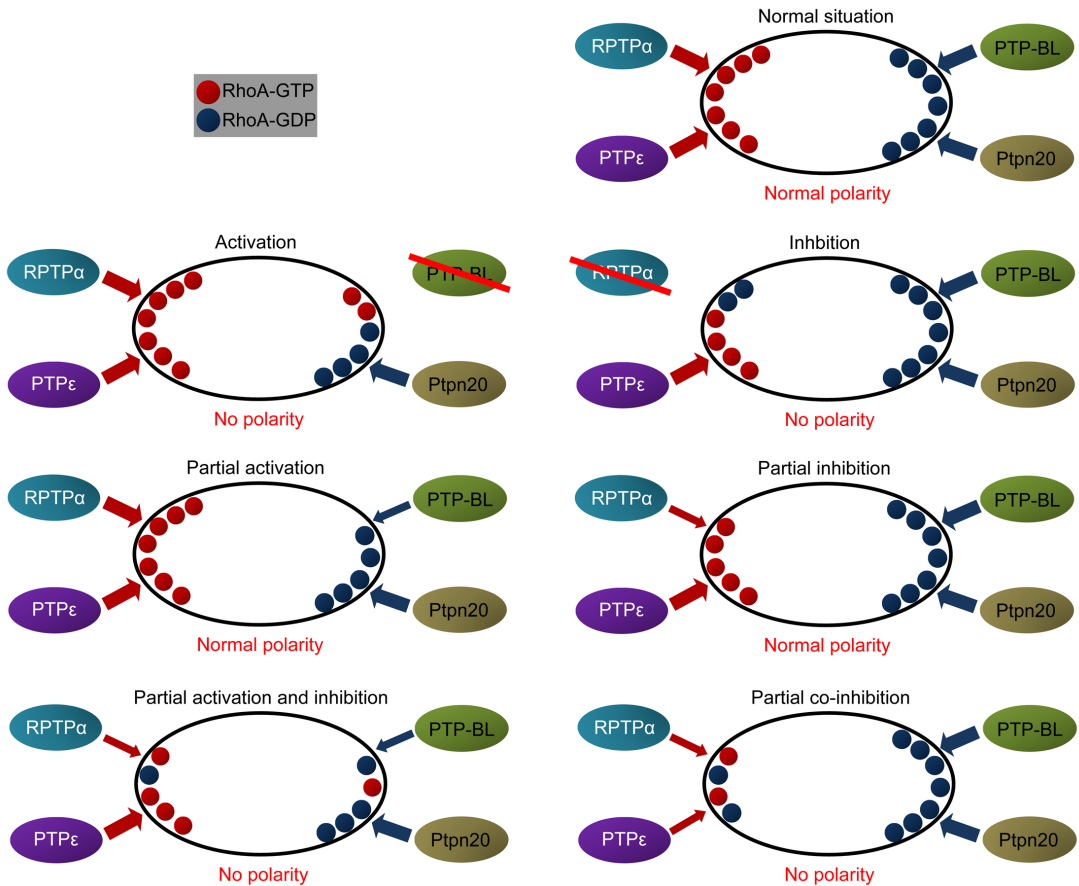 Normal situation
RPTPα
PTP-BL
RhoA-GTP
RhoA-GDP
PTPε
Ptpn20
Normal polarity
Activation
RPTPα
PTP-BL
PTPε
Ptpn20
No polarity
Inhbition
RPTPα
PTP-BL
PTPε
Ptpn20
No polarity
Partial activation
RPTPα
PTP-BL
PTPε
Ptpn20
Normal polarity
Partial inhibition
RPTPα
PTP-BL
PTPε
Ptpn20
Normal polarity
Partial activation and inhibition
RPTPα
PTP-BL
PTPε
Ptpn20
No polarity
Partial co-inhibition
RPTPα
PTP-BL
PTPε
Ptpn20
No polarity